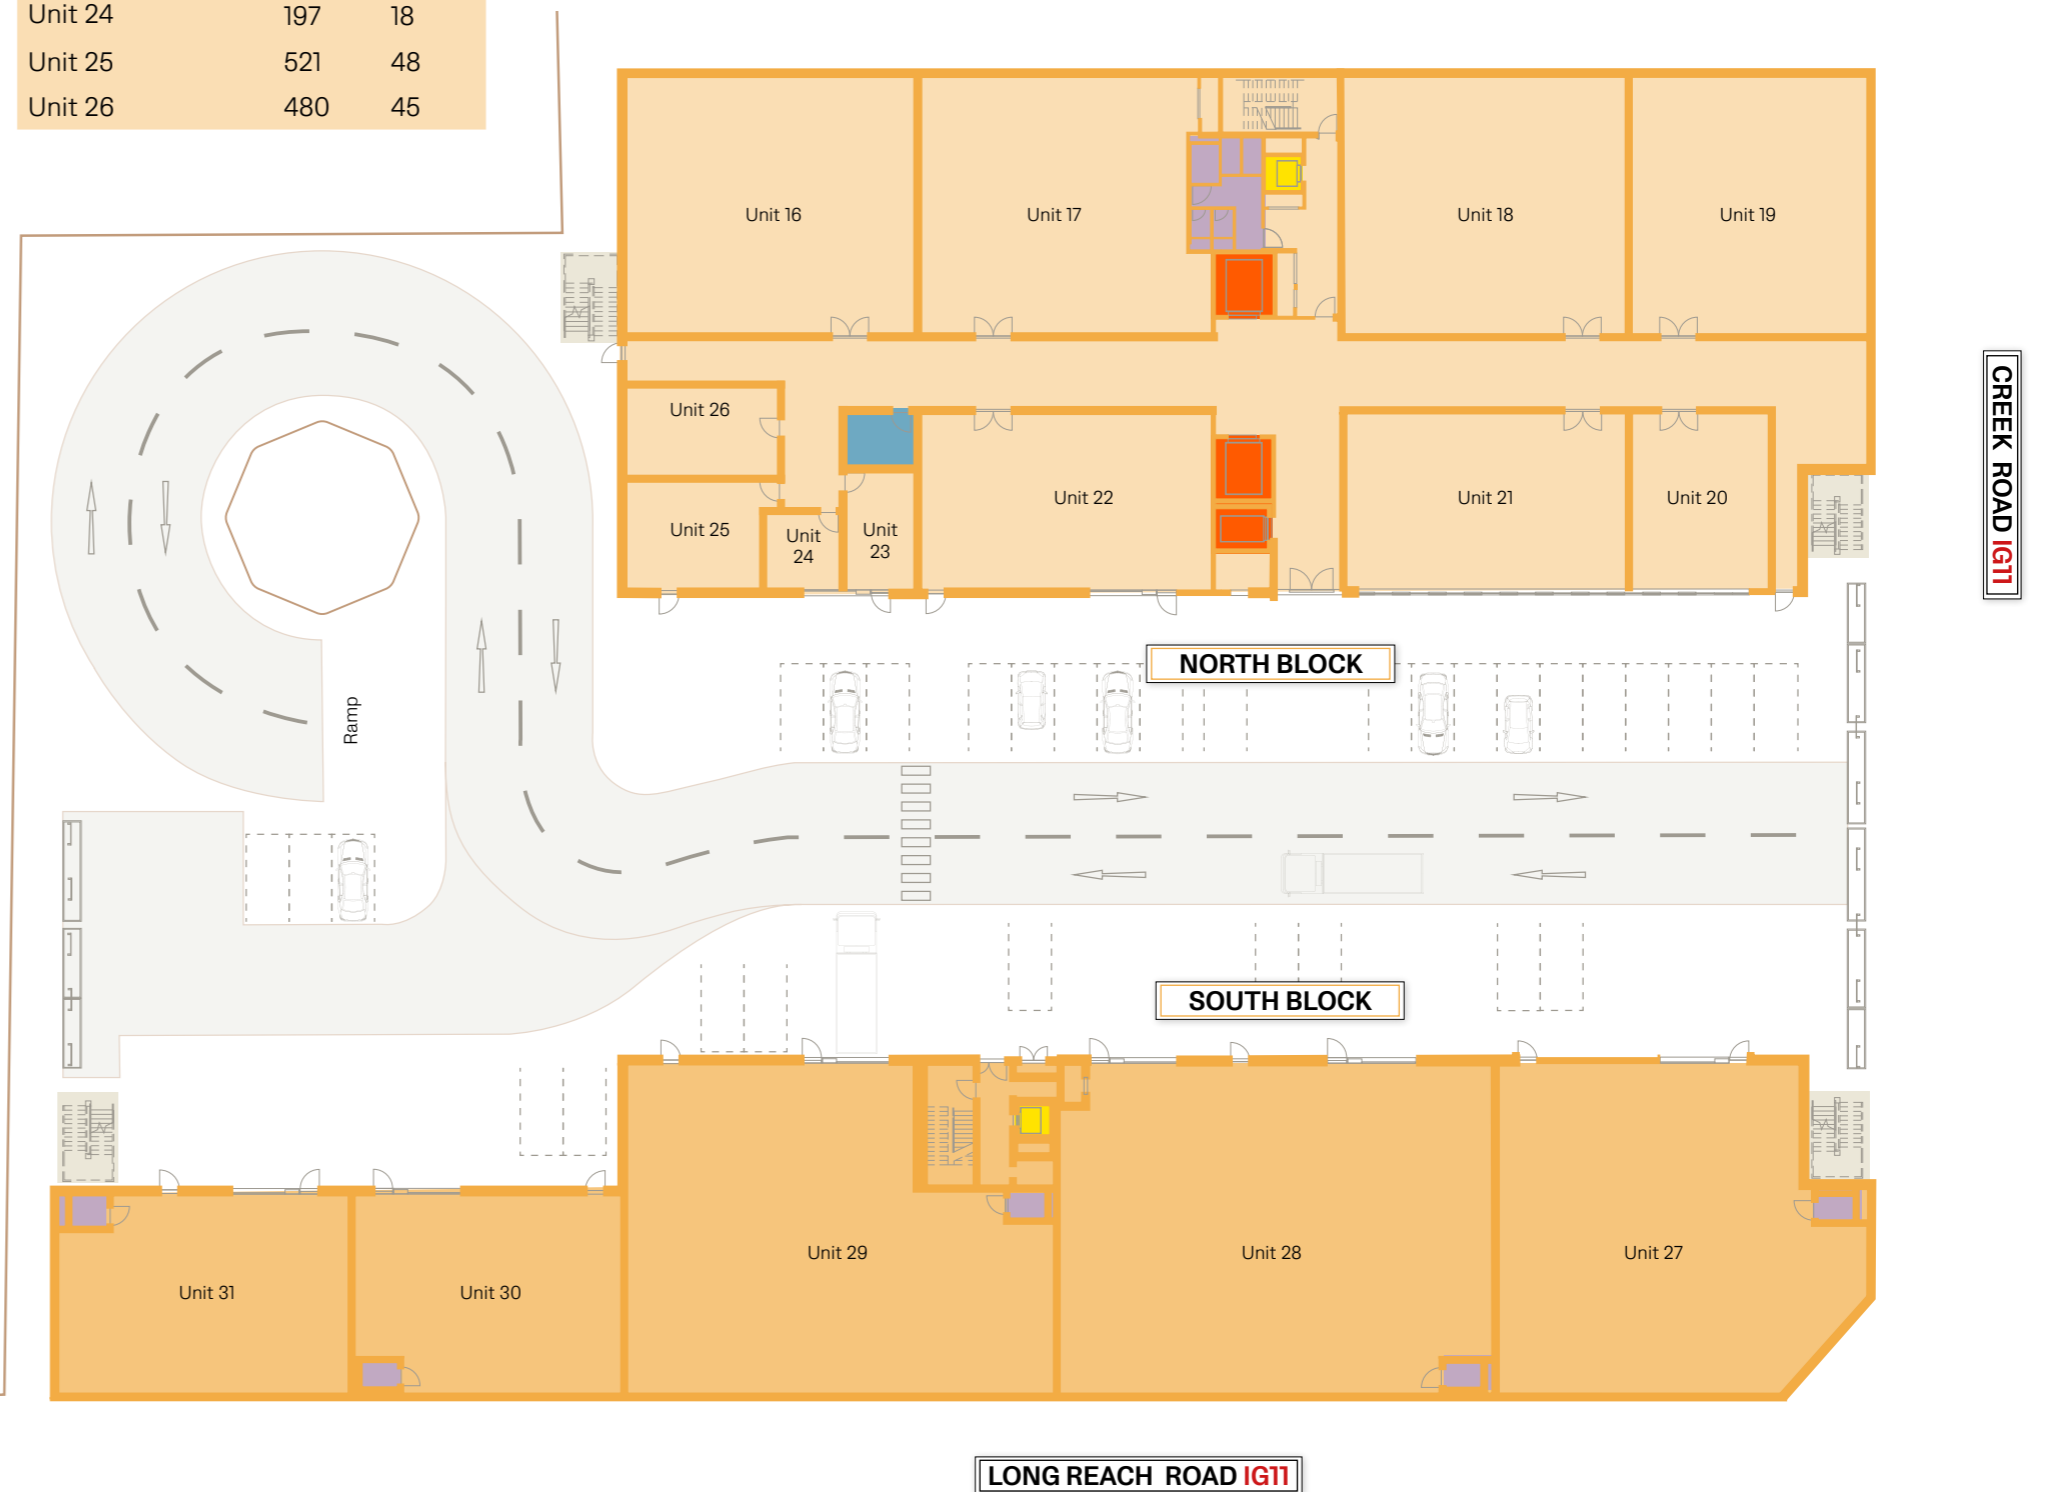 Unit 24 197 18
Unit 25 521 48
Unit 26 480 45
Unit 16
Unit 17
Unit 18
Unit 19
Unit 26
Unit 25
Unit
24
Unit
23
Unit 22
Unit 21
Unit 20
CREEK ROAD IG11
NORTH BLOCK
Ramp
SOUTH BLOCK
Unit 31
Unit 30
Unit 29
Unit 28
Unit 27
LONG REACH ROAD IG11